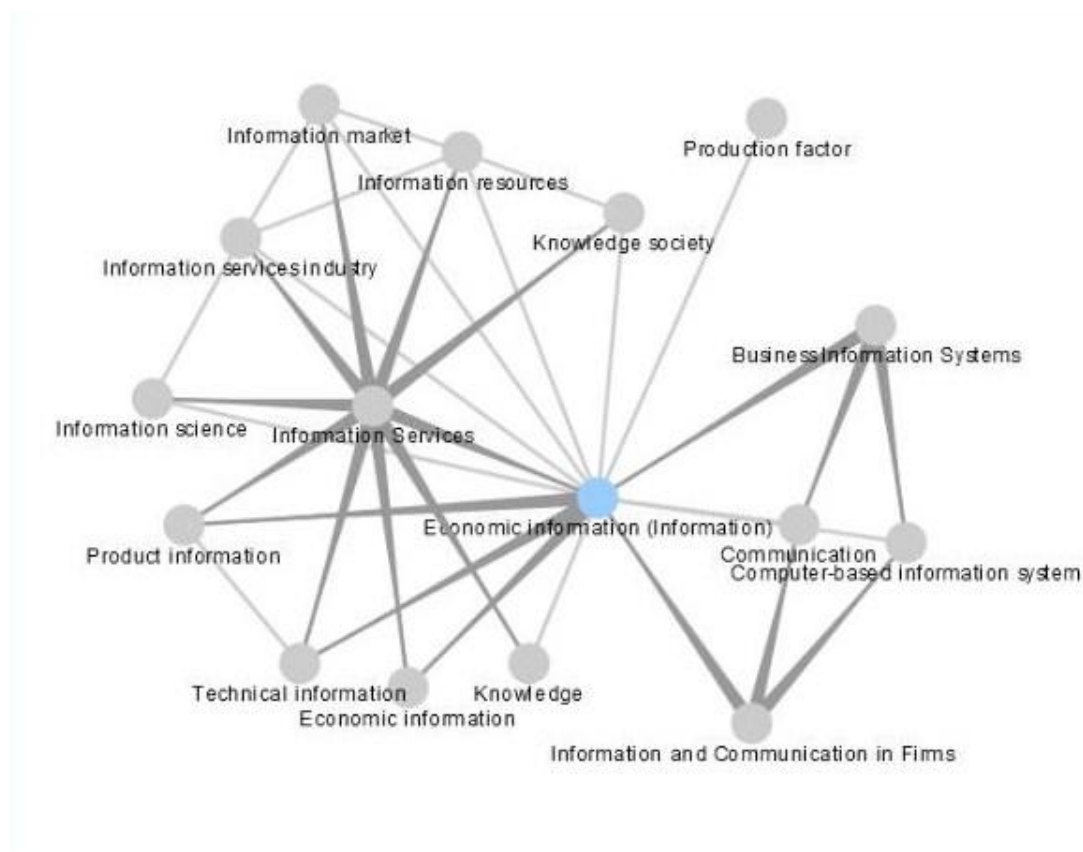 Information market
Production factor
Information resources
Knowledge society
Information services industry
Business Information Systems
Information science
Information Services
Economic information (Information)
Product information
Communication
Computer-based information system
Technical information
Knowledge
Economic information
Information and Communication in Firms